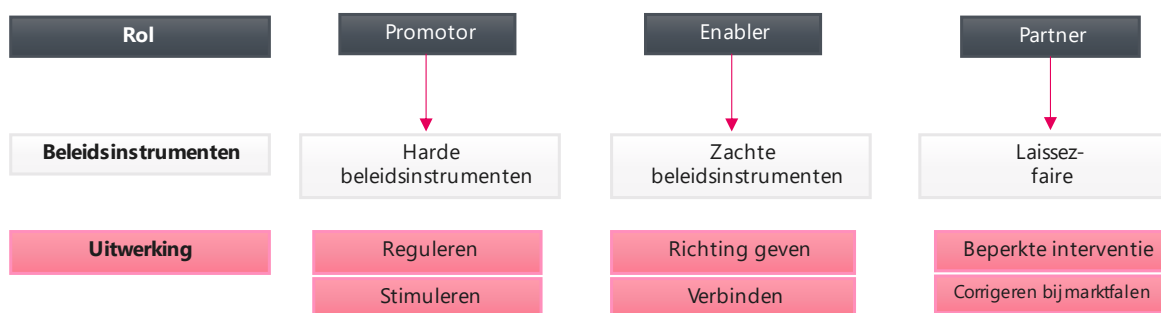 Rol
Promotor
Enabler
Partner
Beleidsinstrumenten
Harde
beleidsinstrumenten
Zachte
beleidsinstrumenten
Laissez-
faire
Uitwerking
Reguleren
Richting geven
Beperkte interventie
Stimuleren
Verbinden
Corrigeren bij marktfalen